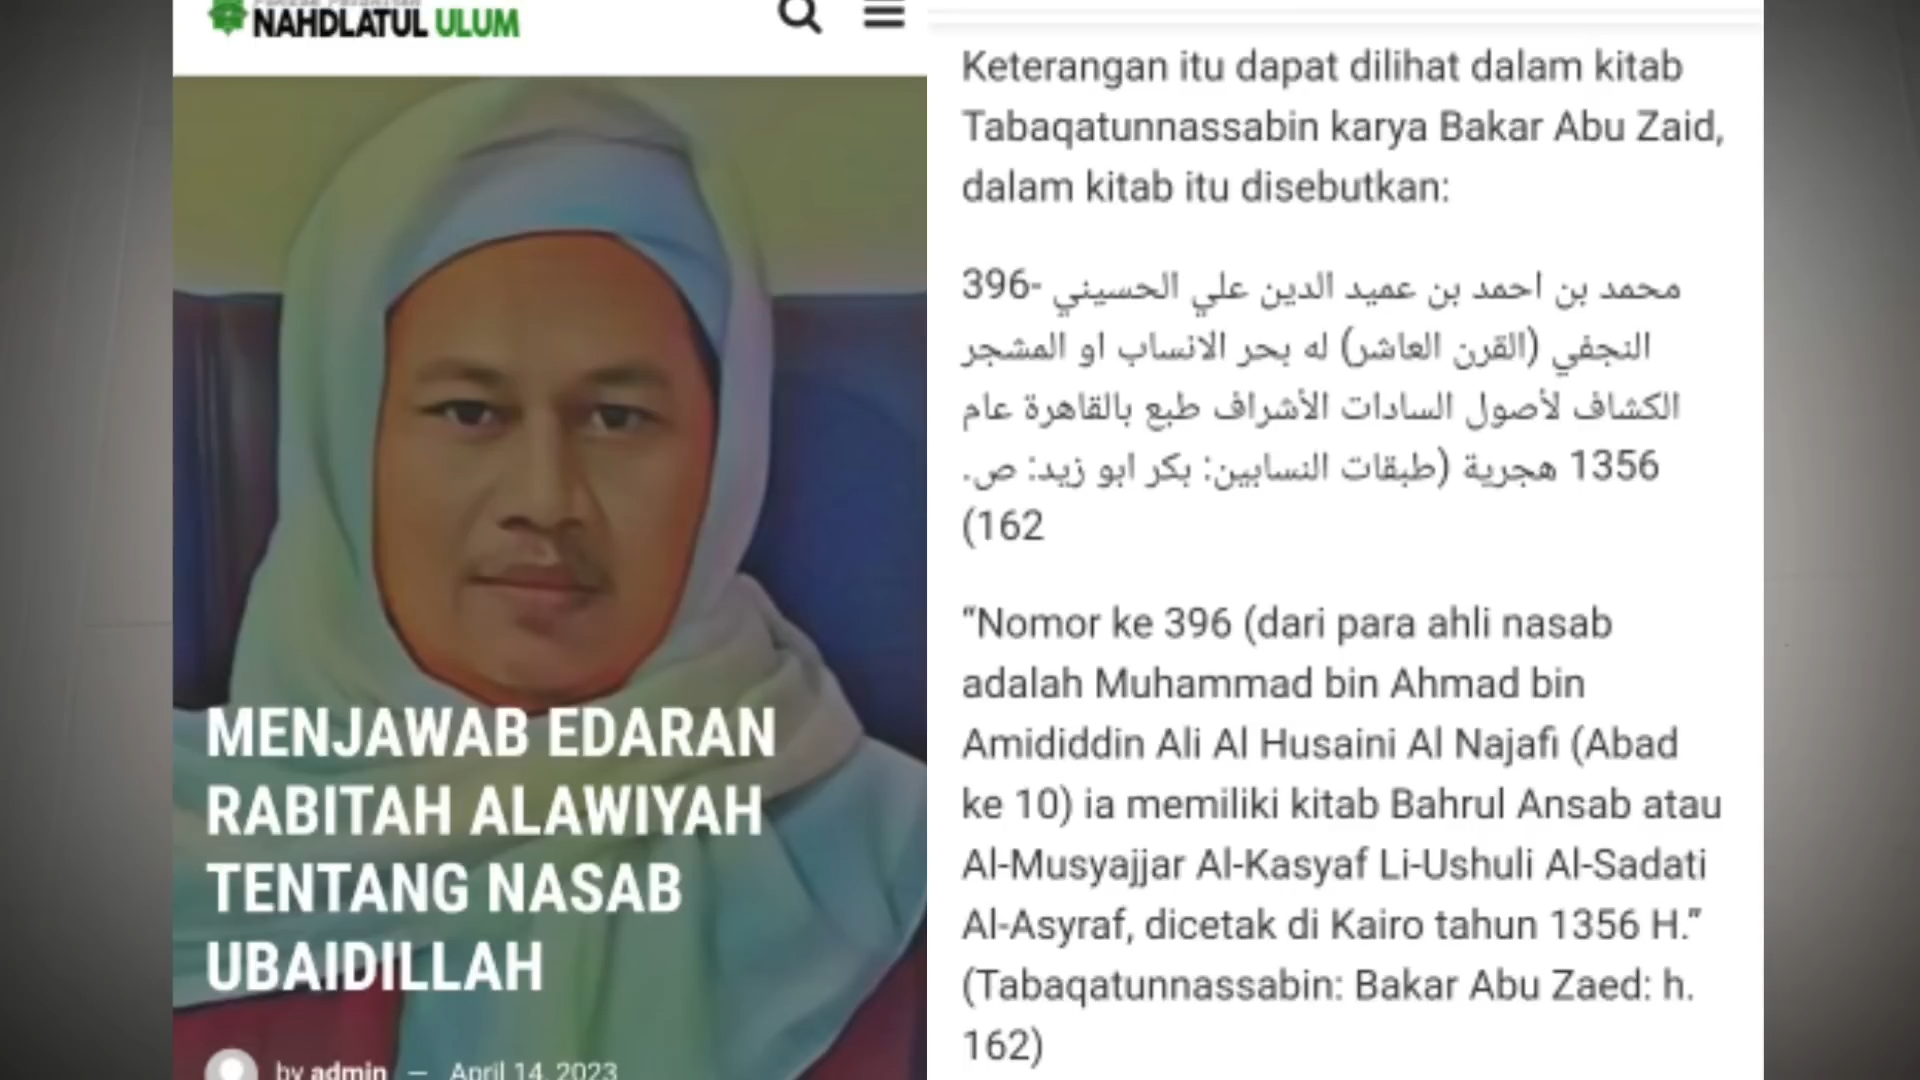 NAHDLATUL ULUM
MENJAWAB EDARAN
RABITAH ALAWIYAH
TENTANG NASAB
UBAIDILLAH
by admin — April 14, 2023
Keterangan itu dapat dilihat dalam kitab
Tabaqatunnassabin karya Bakar Abu Zaid,
dalam kitab itu disebutkan:
محمد بن احمد بن عميد الدين علي الحسيني -396
النجفي (القرن العاشر) له بحر الانساب او المشجر
الكشاف لأصول السادات الأشراف طبع بالقاهرة عام
1356 هجرية (طبقات النسابين: بكر ابو زيد: ص.
162)
“Nomor ke 396 (dari para ahli nasab
adalah Muhammad bin Ahmad bin
Amididdin Ali Al Husaini Al Najafi (Abad
ke 10) ia memiliki kitab Bahrul Ansab atau
Al-Musyajjar Al-Kasyaf Li-Ushuli Al-Sadati
Al-Asyraf, dicetak di Kairo tahun 1356 H.”
(Tabaqatunnassabin: Bakar Abu Zaed: h.
162)